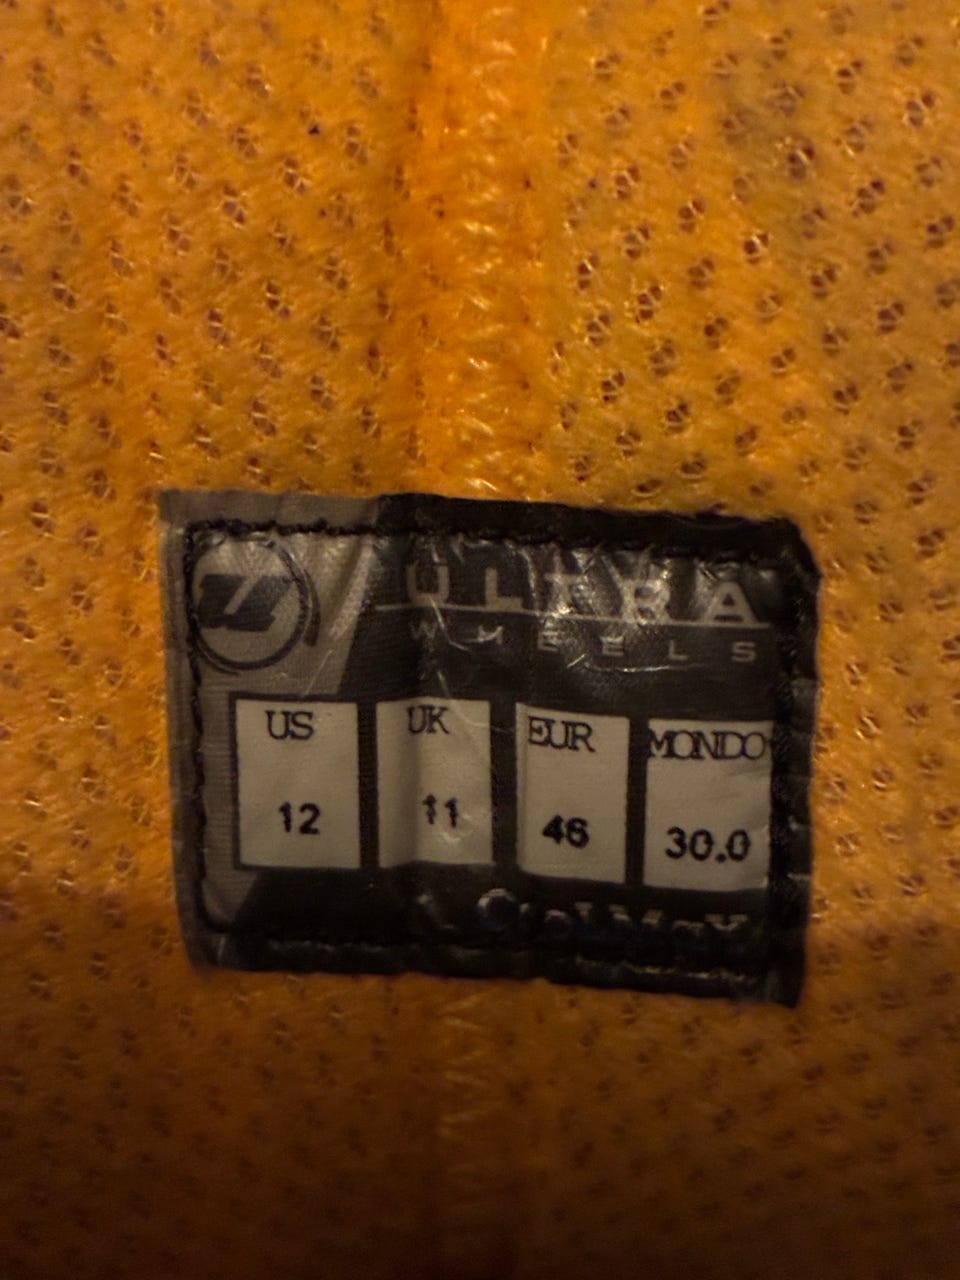 ULTRA
WHEELS
US UK EUR MONDO
12 11 46 30.0